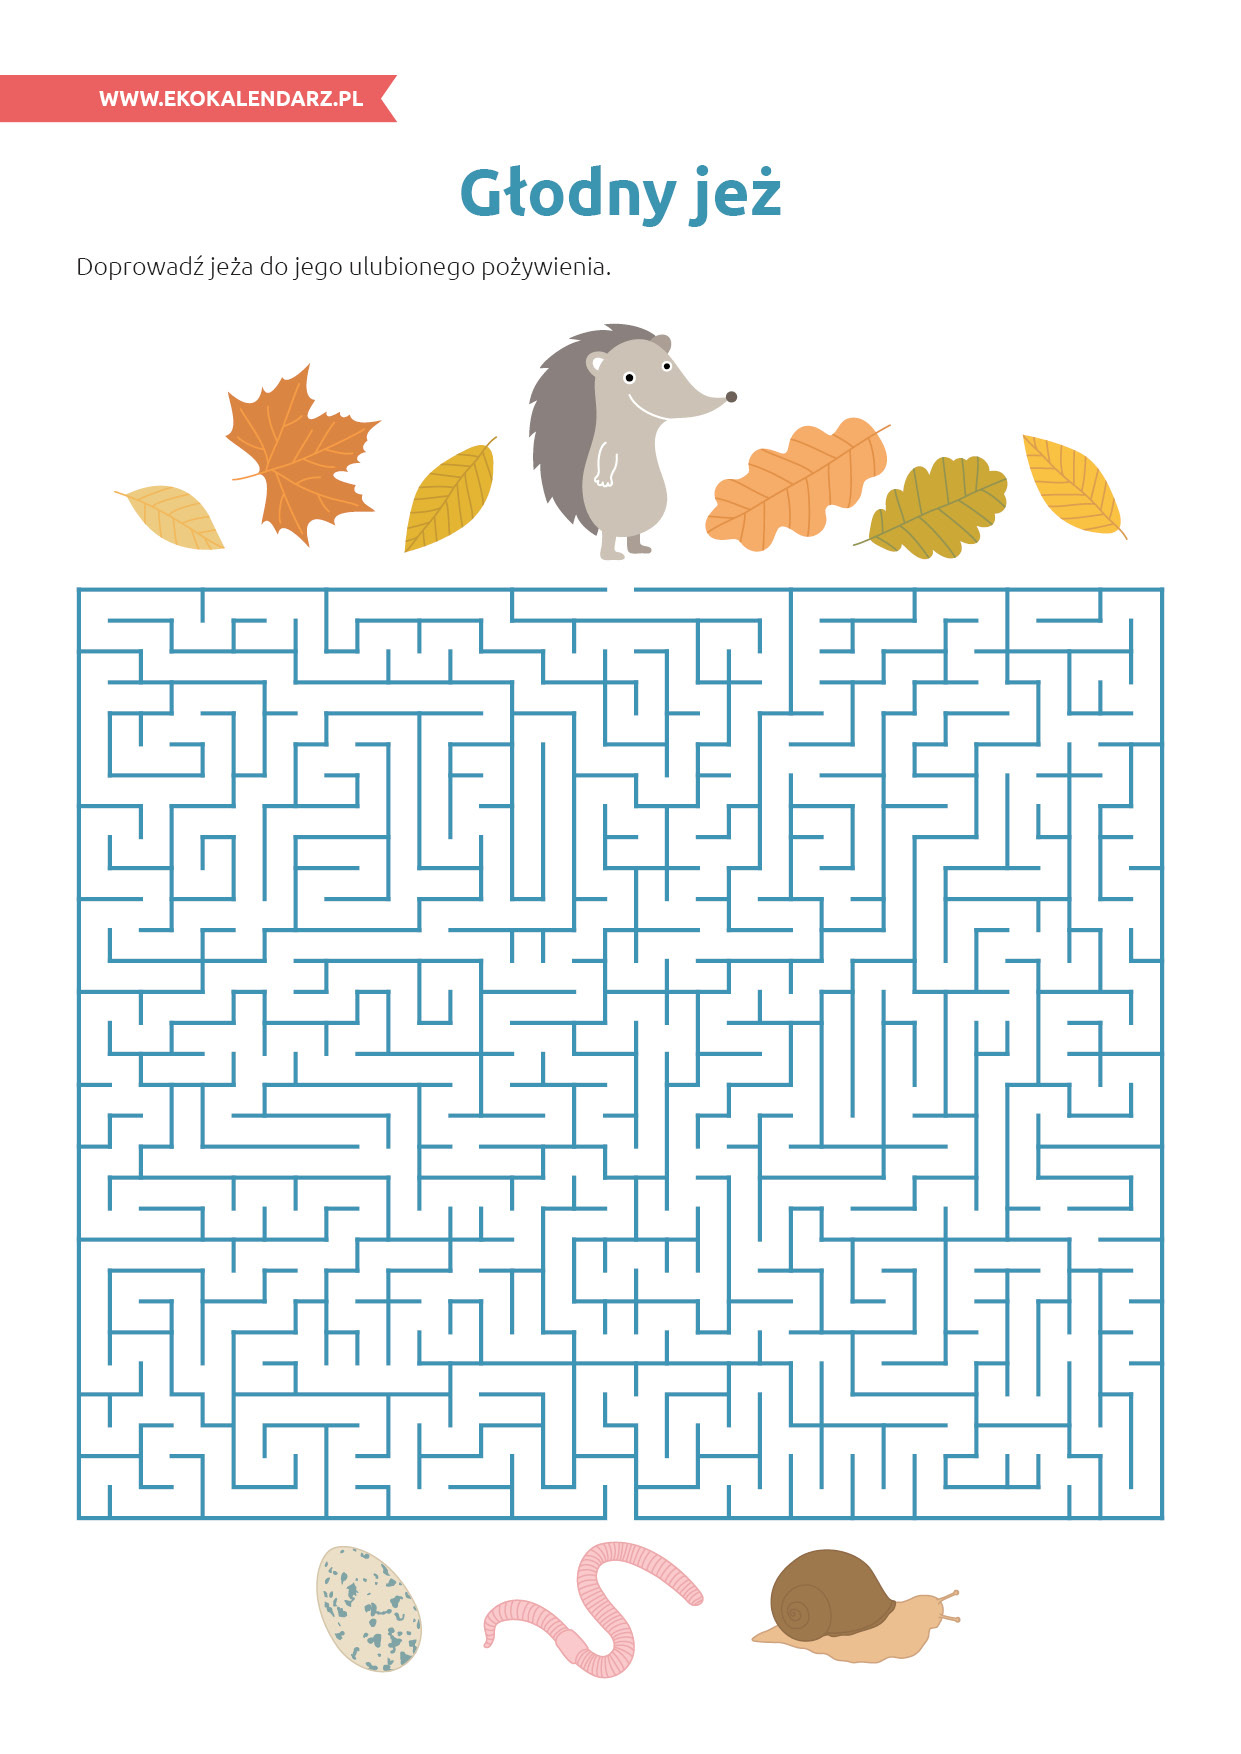 WWW.EKOKALENDARZ.PL
Głodny jeż
Doprowadź jeża do jego ulubionego pożywienia.